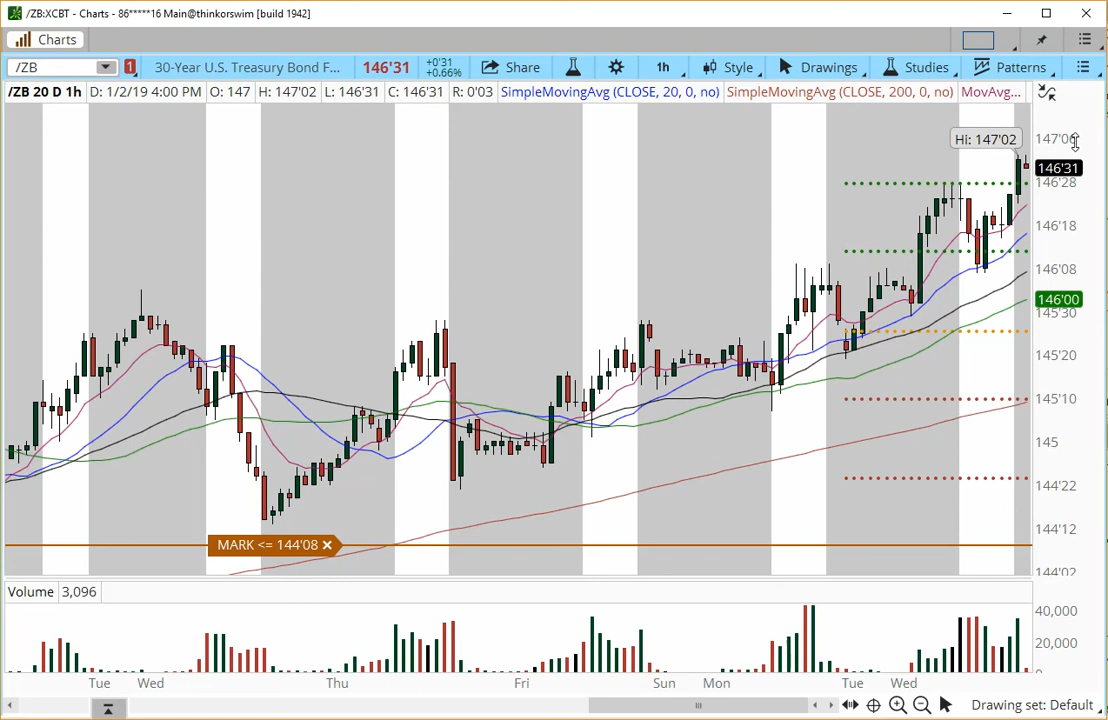 /ZB:XCBT - Charts - 86*****16 Main@thinkorswim [build 1942]
Charts
/ZB 1 30-Year U.S. Treasury Bond F... 146'31 +0'31 +0.66% Share 1h Style Drawings Studies Patterns
/ZB 20 D 1h D: 1/2/19 4:00 PM O: 147 H: 147'02 L: 146'31 C: 146'31 R: 0'03 SimpleMovingAvg (CLOSE, 20, 0, no) SimpleMovingAvg (CLOSE, 200, 0, no) MovAvg...
Hi: 147'02
147'06
146'31
146'28
146'18
146'08
146'00
145'30
145'20
145'10
145
144'22
144'12
MARK <= 144'08 ×
144'02
Volume 3,096
40,000
20,000
0
Tue Wed Thu Fri Sun Mon Tue Wed
Drawing set: Default